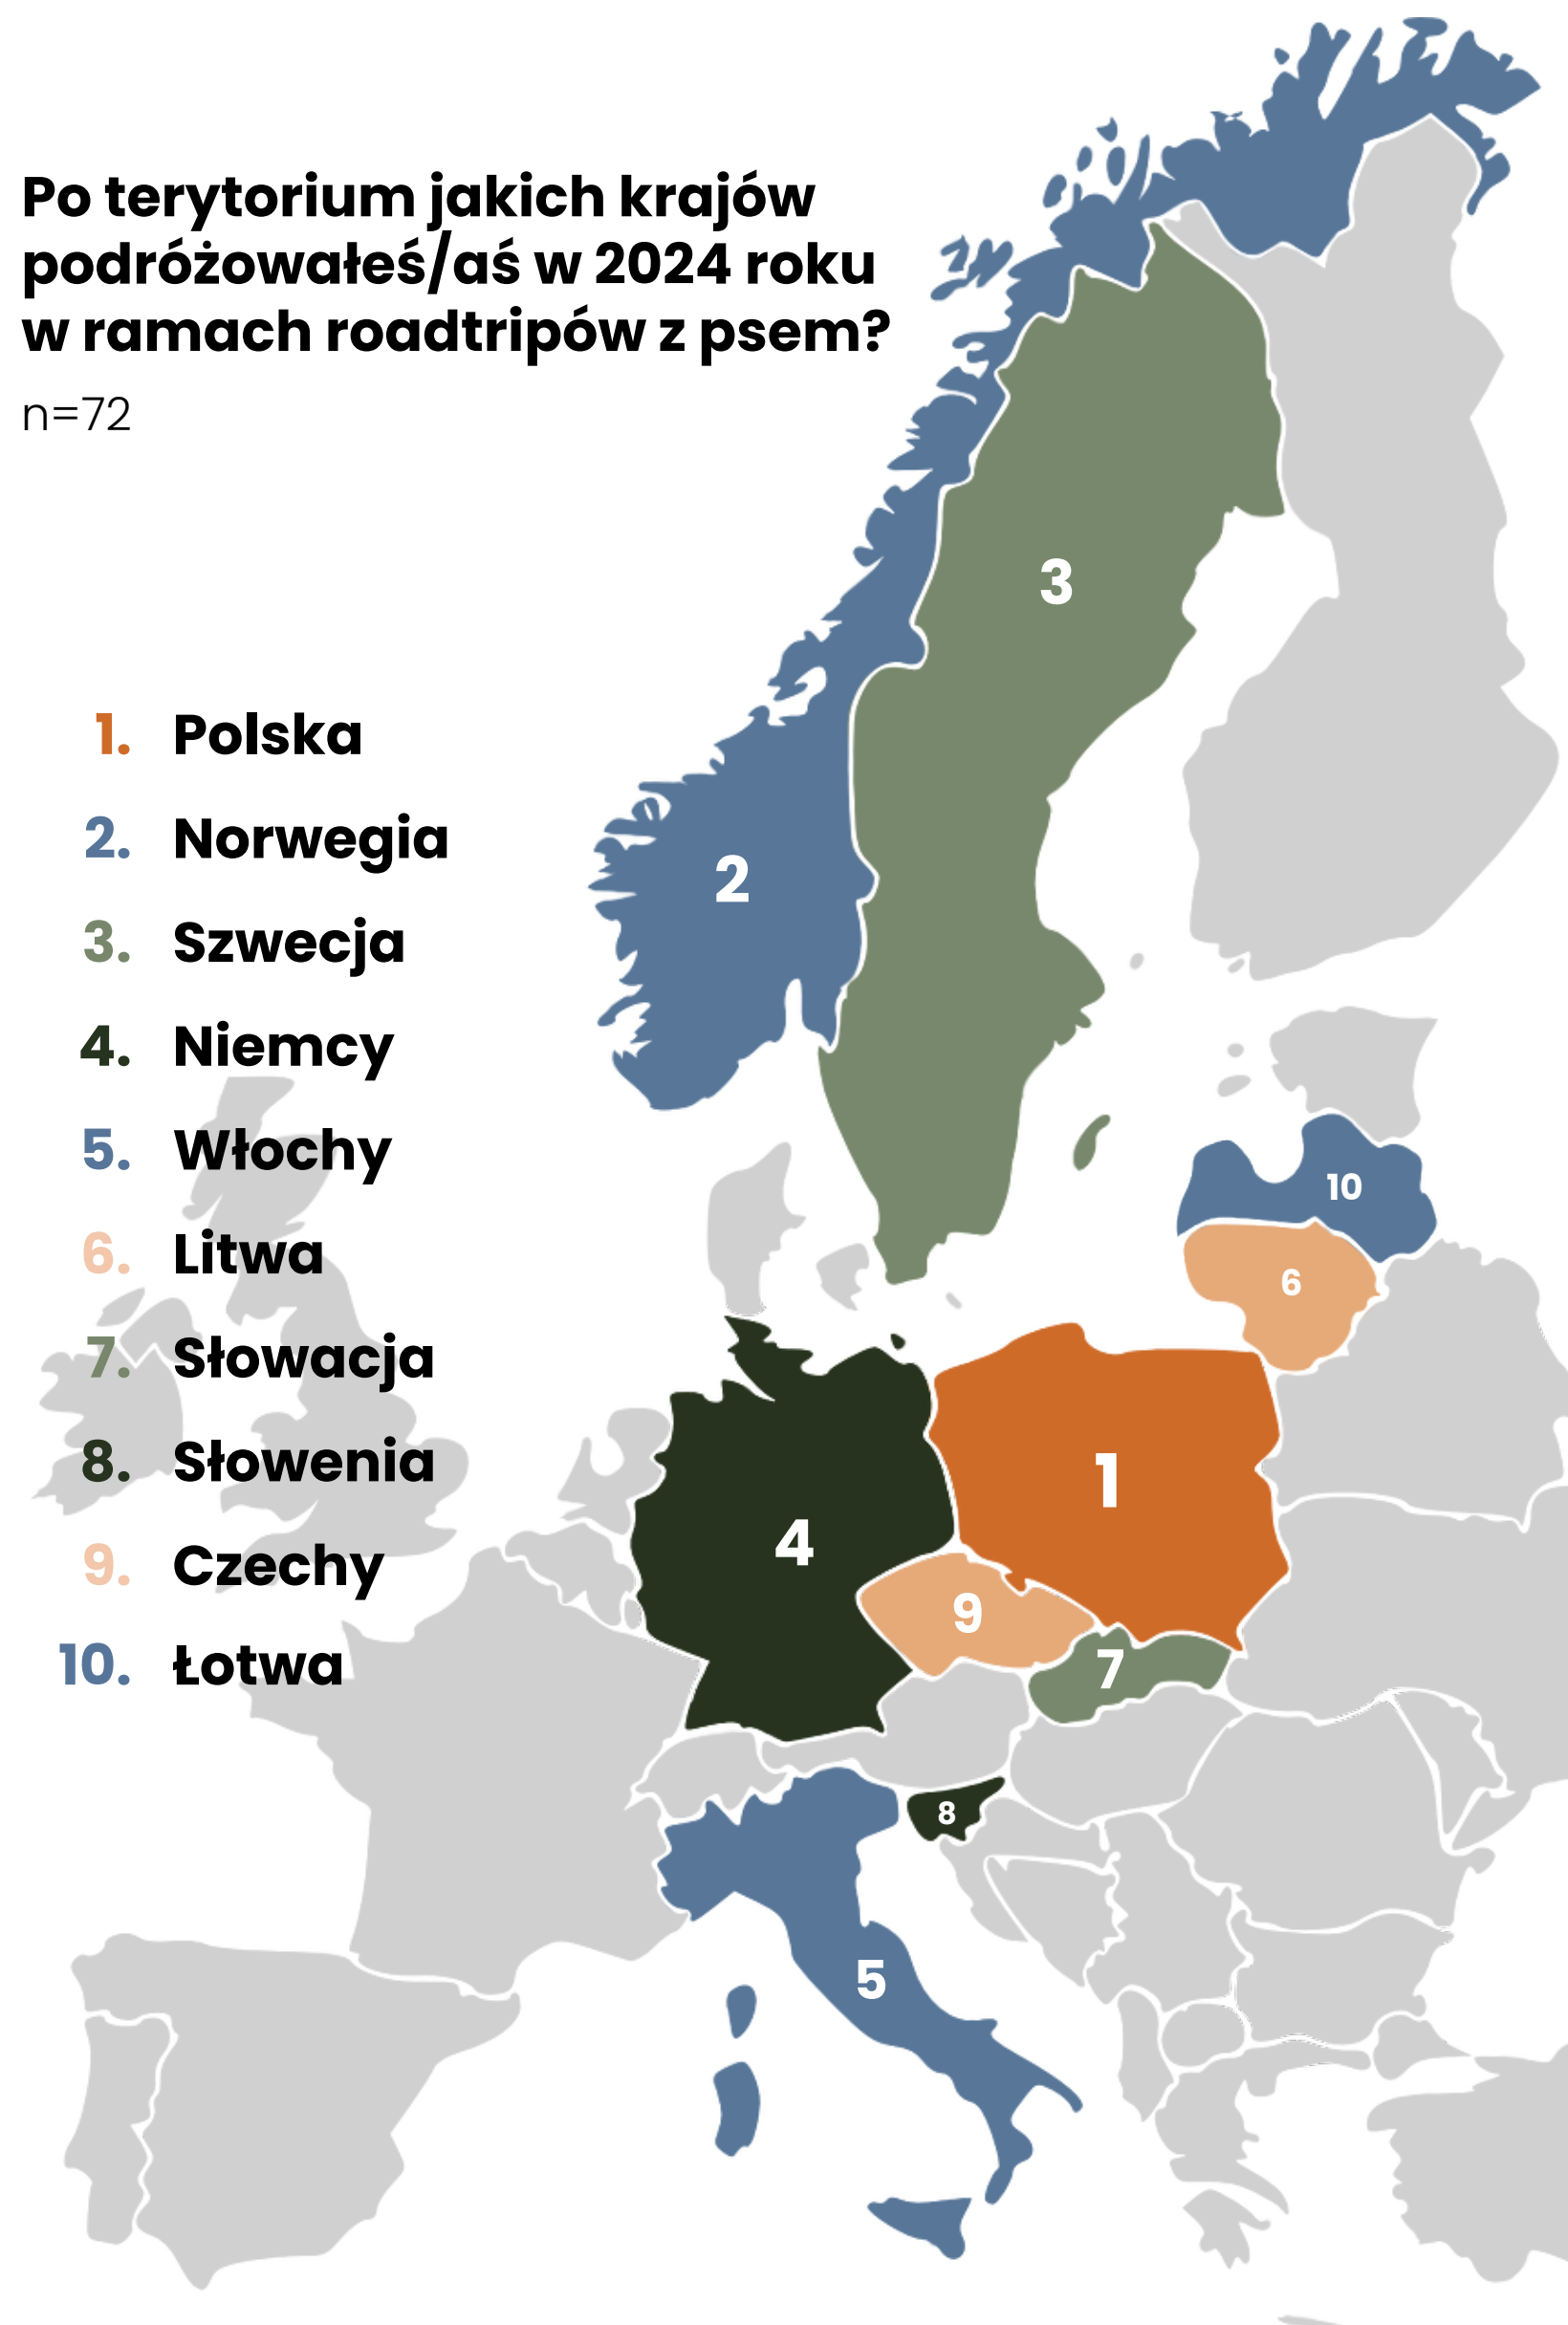 Po terytorium jakich krajów
podróżowałeś/aś w 2024 roku
w ramach roadtripów z psem?
n=72
1. Polska
2. Norwegia
3. Szwecja
4. Niemcy
5. Włochy
6. Litwa
7. Słowacja
8. Słowenia
9. Czechy
10. Łotwa
3
2
10
6
1
4
9
7
8
5